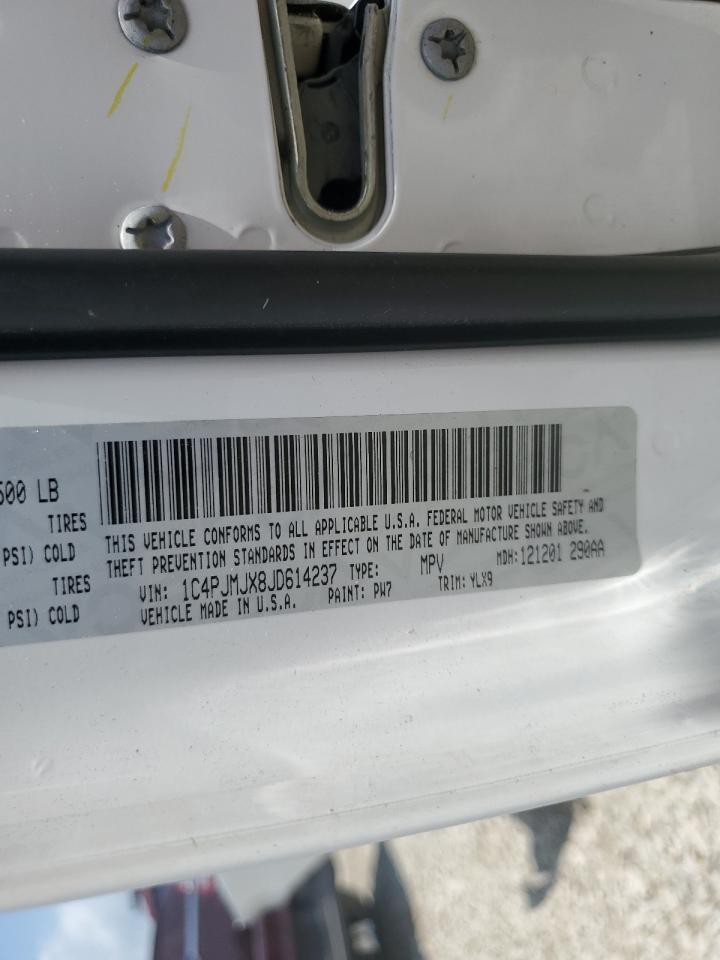 500 LB
TIRES
PSI) COLD
TIRES
PSI) COLD
THIS VEHICLE CONFORMS TO ALL APPLICABLE U.S.A. FEDERAL MOTOR VEHICLE SAFETY AND
THEFT PREVENTION STANDARDS IN EFFECT ON THE DATE OF MANUFACTURE SHOWN ABOVE.
VIN: 1C4PJMJX8JD614237 TYPE: MPV MDH:121201 290AA
VEHICLE MADE IN U.S.A. PAINT: PW7 TRIM: YLX9